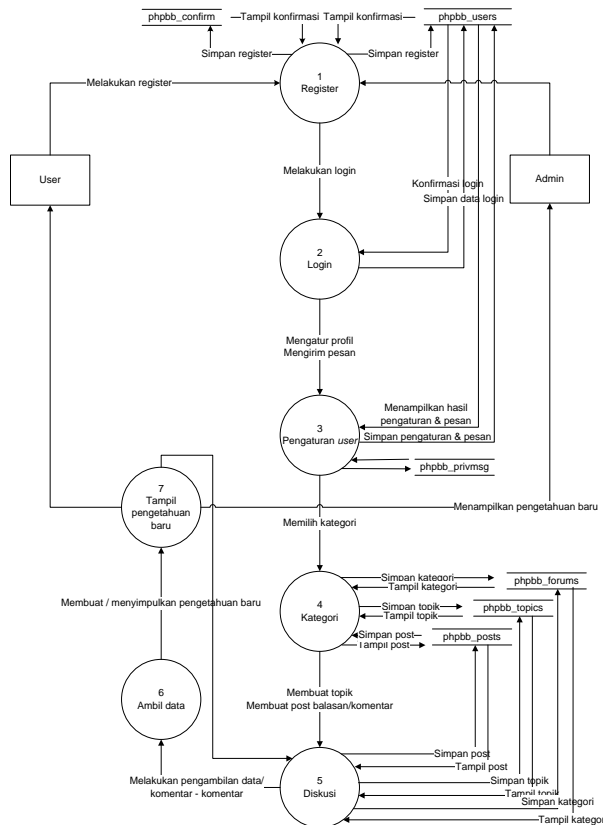 phpbb_confirm
Tampil konfirmasi
Tampil konfirmasi
phpbb_users
Simpan register
Simpan register
1
Register
Melakukan register
User
Admin
Melakukan login
Konfirmasi login
Simpan data login
2
Login
Mengatur profil
Mengirim pesan
Menampilkan hasil
pengaturan & pesan
3
Pengaturan user
Simpan pengaturan & pesan
phpbb_privmsg
7
Tampil
pengetahuan
baru
Menampilkan pengetahuan baru
Memilih kategori
Simpan kategori
Tampil kategori
phpbb_forums
Membuat / menyimpulkan pengetahuan baru
4
Kategori
Simpan topik
Tampil topik
phpbb_topics
Simpan post
Tampil post
phpbb_posts
6
Ambil data
Membuat topik
Membuat post balasan/komentar
Simpan post
Tampil post
Melakukan pengambilan data/
komentar - komentar
5
Diskusi
Simpan topik
Tampil topik
Simpan kategori
Tampil kategori